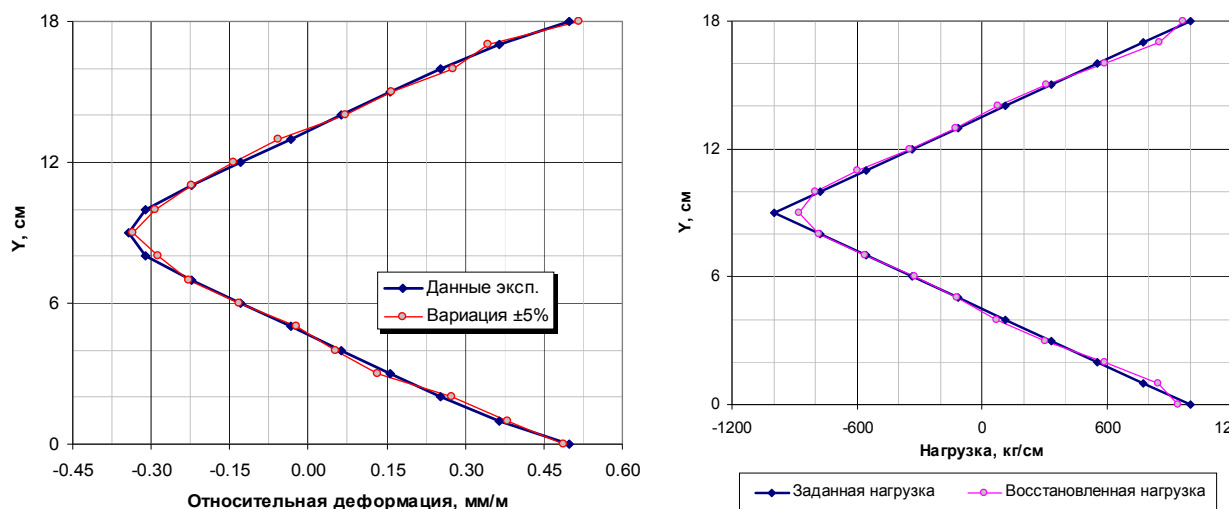 18
12
6
0
Y, см
-0.45 -0.30 -0.15 0.00 0.15 0.30 0.45 0.60
Относительная деформация, мм/м
Данные эксп.
Вариация ±5%
18
12
6
0
Y, см
-1200 -600 0 600 12
Нагрузка, кг/см
Заданная нагрузка Восстановленная нагрузка